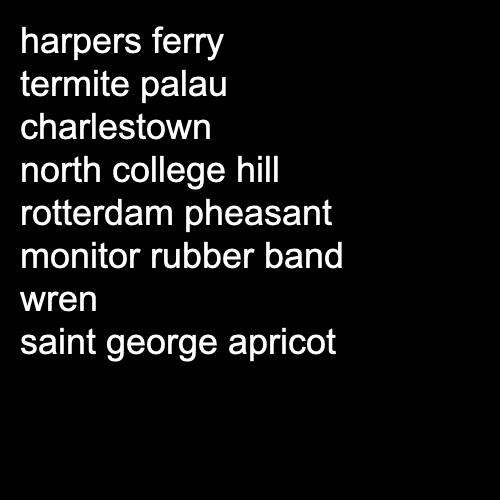 harpers ferry
termite palau
charlestown
north college hill
rotterdam pheasant
monitor rubber band
wren
saint george apricot